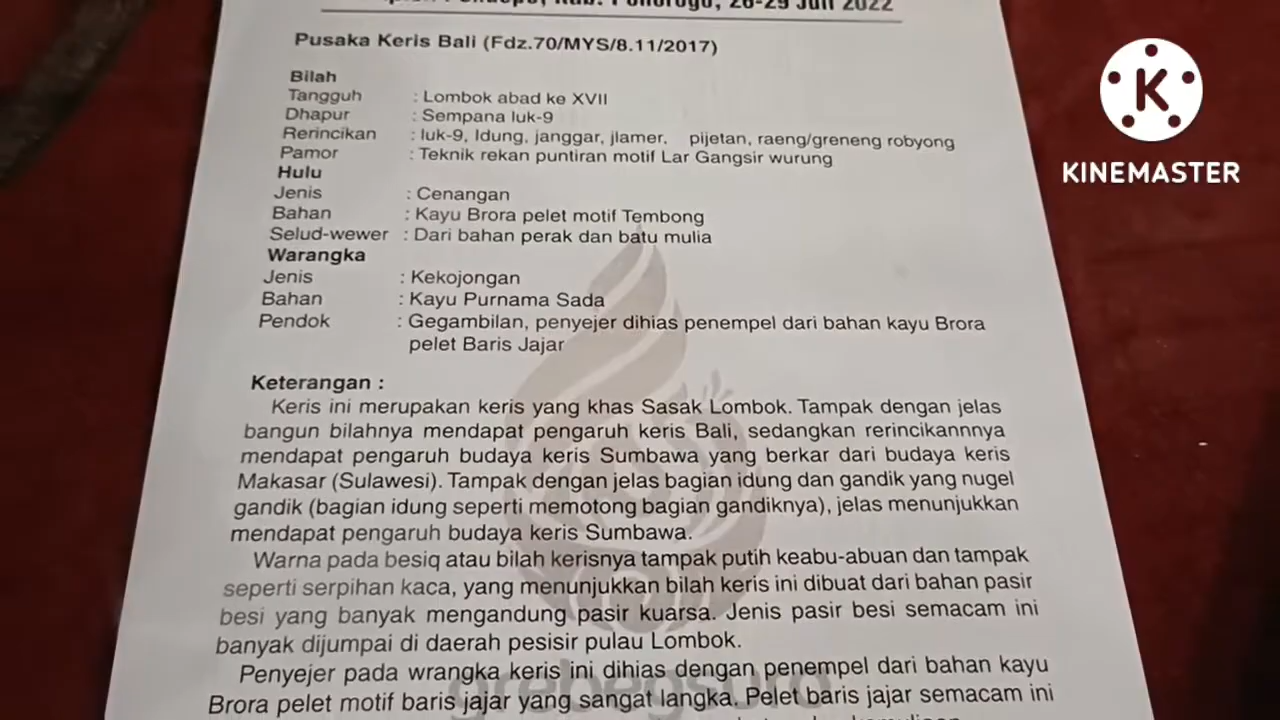 Kab. Ponorogo, 26-29 Juli 2022
Pusaka Keris Bali (Fdz.70/MYS/8.11/2017)
Bilah
Tangguh : Lombok abad ke XVII
Dhapur : Sempana luk-9
Rerincikan : luk-9, Idung, janggar, jlamer, pijetan, raeng/greneng robyong
Pamor : Teknik rekan puntiran motif Lar Gangsir wurung
Hulu
Jenis : Cenangan
Bahan : Kayu Brora pelet motif Tembong
Selud-wewer : Dari bahan perak dan batu mulia
Warangka
Jenis : Kekojongan
Bahan : Kayu Purnama Sada
Pendok : Gegambilan, penyejer dihias penempel dari bahan kayu Brora
pelet Baris Jajar
Keterangan :
Keris ini merupakan keris yang khas Sasak Lombok. Tampak dengan jelas
bangun bilahnya mendapat pengaruh keris Bali, sedangkan rerincikannnya
mendapat pengaruh budaya keris Sumbawa yang berkar dari budaya keris
Makasar (Sulawesi). Tampak dengan jelas bagian idung dan gandik yang nugel
gandik (bagian idung seperti memotong bagian gandiknya), jelas menunjukkan
mendapat pengaruh budaya keris Sumbawa.
Warna pada besiq atau bilah kerisnya tampak putih keabu-abuan dan tampak
seperti serpihan kaca, yang menunjukkan bilah keris ini dibuat dari bahan pasir
besi yang banyak mengandung pasir kuarsa. Jenis pasir besi semacam ini
banyak dijumpai di daerah pesisir pulau Lombok.
Penyejer pada wrangka keris ini dihias dengan penempel dari bahan kayu
Brora pelet motif baris jajar yang sangat langka. Pelet baris jajar semacam ini
grebegsuro
K
KINEMASTER